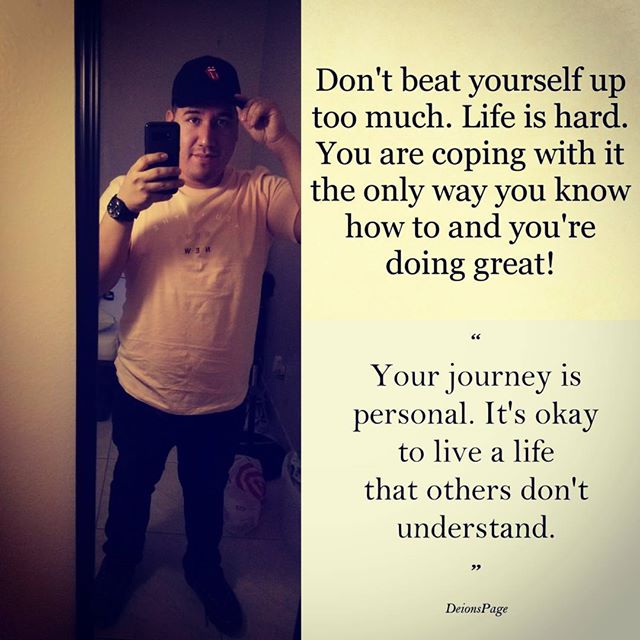 Don't beat yourself up
too much. Life is hard.
You are coping with it
the only way you know
how to and you're
doing great!
“
Your journey is
personal. It's okay
to live a life
that others don't
understand.
”
DeionsPage